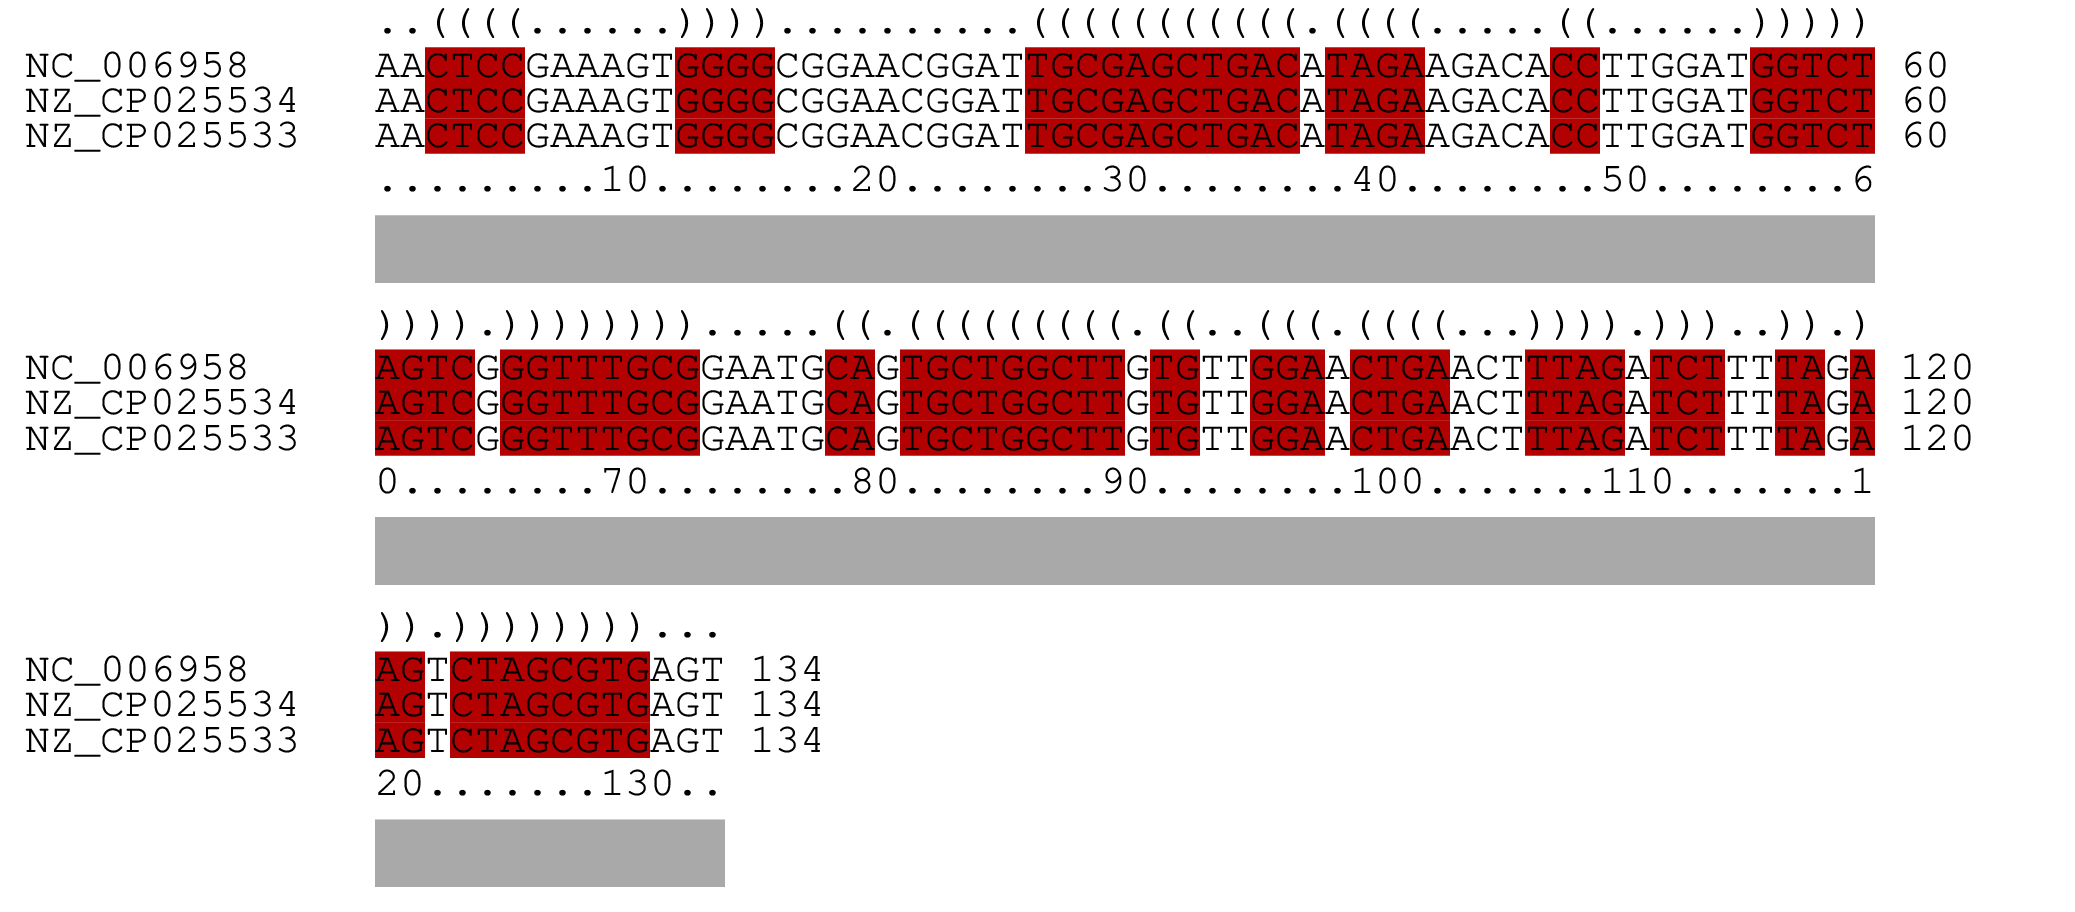 ..((((......))))..........(((((((((((.((((.....((......)))))
NC_006958 AACTCCGAAAGTGGGGCGGAACGGATTGCGAGCTGACATAGAAGACACCTTGGATGGTCT 60
NZ_CP025534 AACTCCGAAAGTGGGGCGGAACGGATTGCGAGCTGACATAGAAGACACCTTGGATGGTCT 60
NZ_CP025533 AACTCCGAAAGTGGGGCGGAACGGATTGCGAGCTGACATAGAAGACACCTTGGATGGTCT 60
.........10........20........30........40........50........6
)))).)))))))).....((.(((((((((.((..(((.((((...)))).)))..)).)
NC_006958 AGTCGGGTTTGCGGAATGCAGTGCTGGCTTGTGTTGGAACTGAACTTTAGATCTTTTAGA 120
NZ_CP025534 AGTCGGGTTTGCGGAATGCAGTGCTGGCTTGTGTTGGAACTGAACTTTAGATCTTTTAGA 120
NZ_CP025533 AGTCGGGTTTGCGGAATGCAGTGCTGGCTTGTGTTGGAACTGAACTTTAGATCTTTTAGA 120
0........70........80........90........100.......110.......1
)).))))))))...
NC_006958 AGTCTAGCGTGAGT 134
NZ_CP025534 AGTCTAGCGTGAGT 134
NZ_CP025533 AGTCTAGCGTGAGT 134
20.......130..